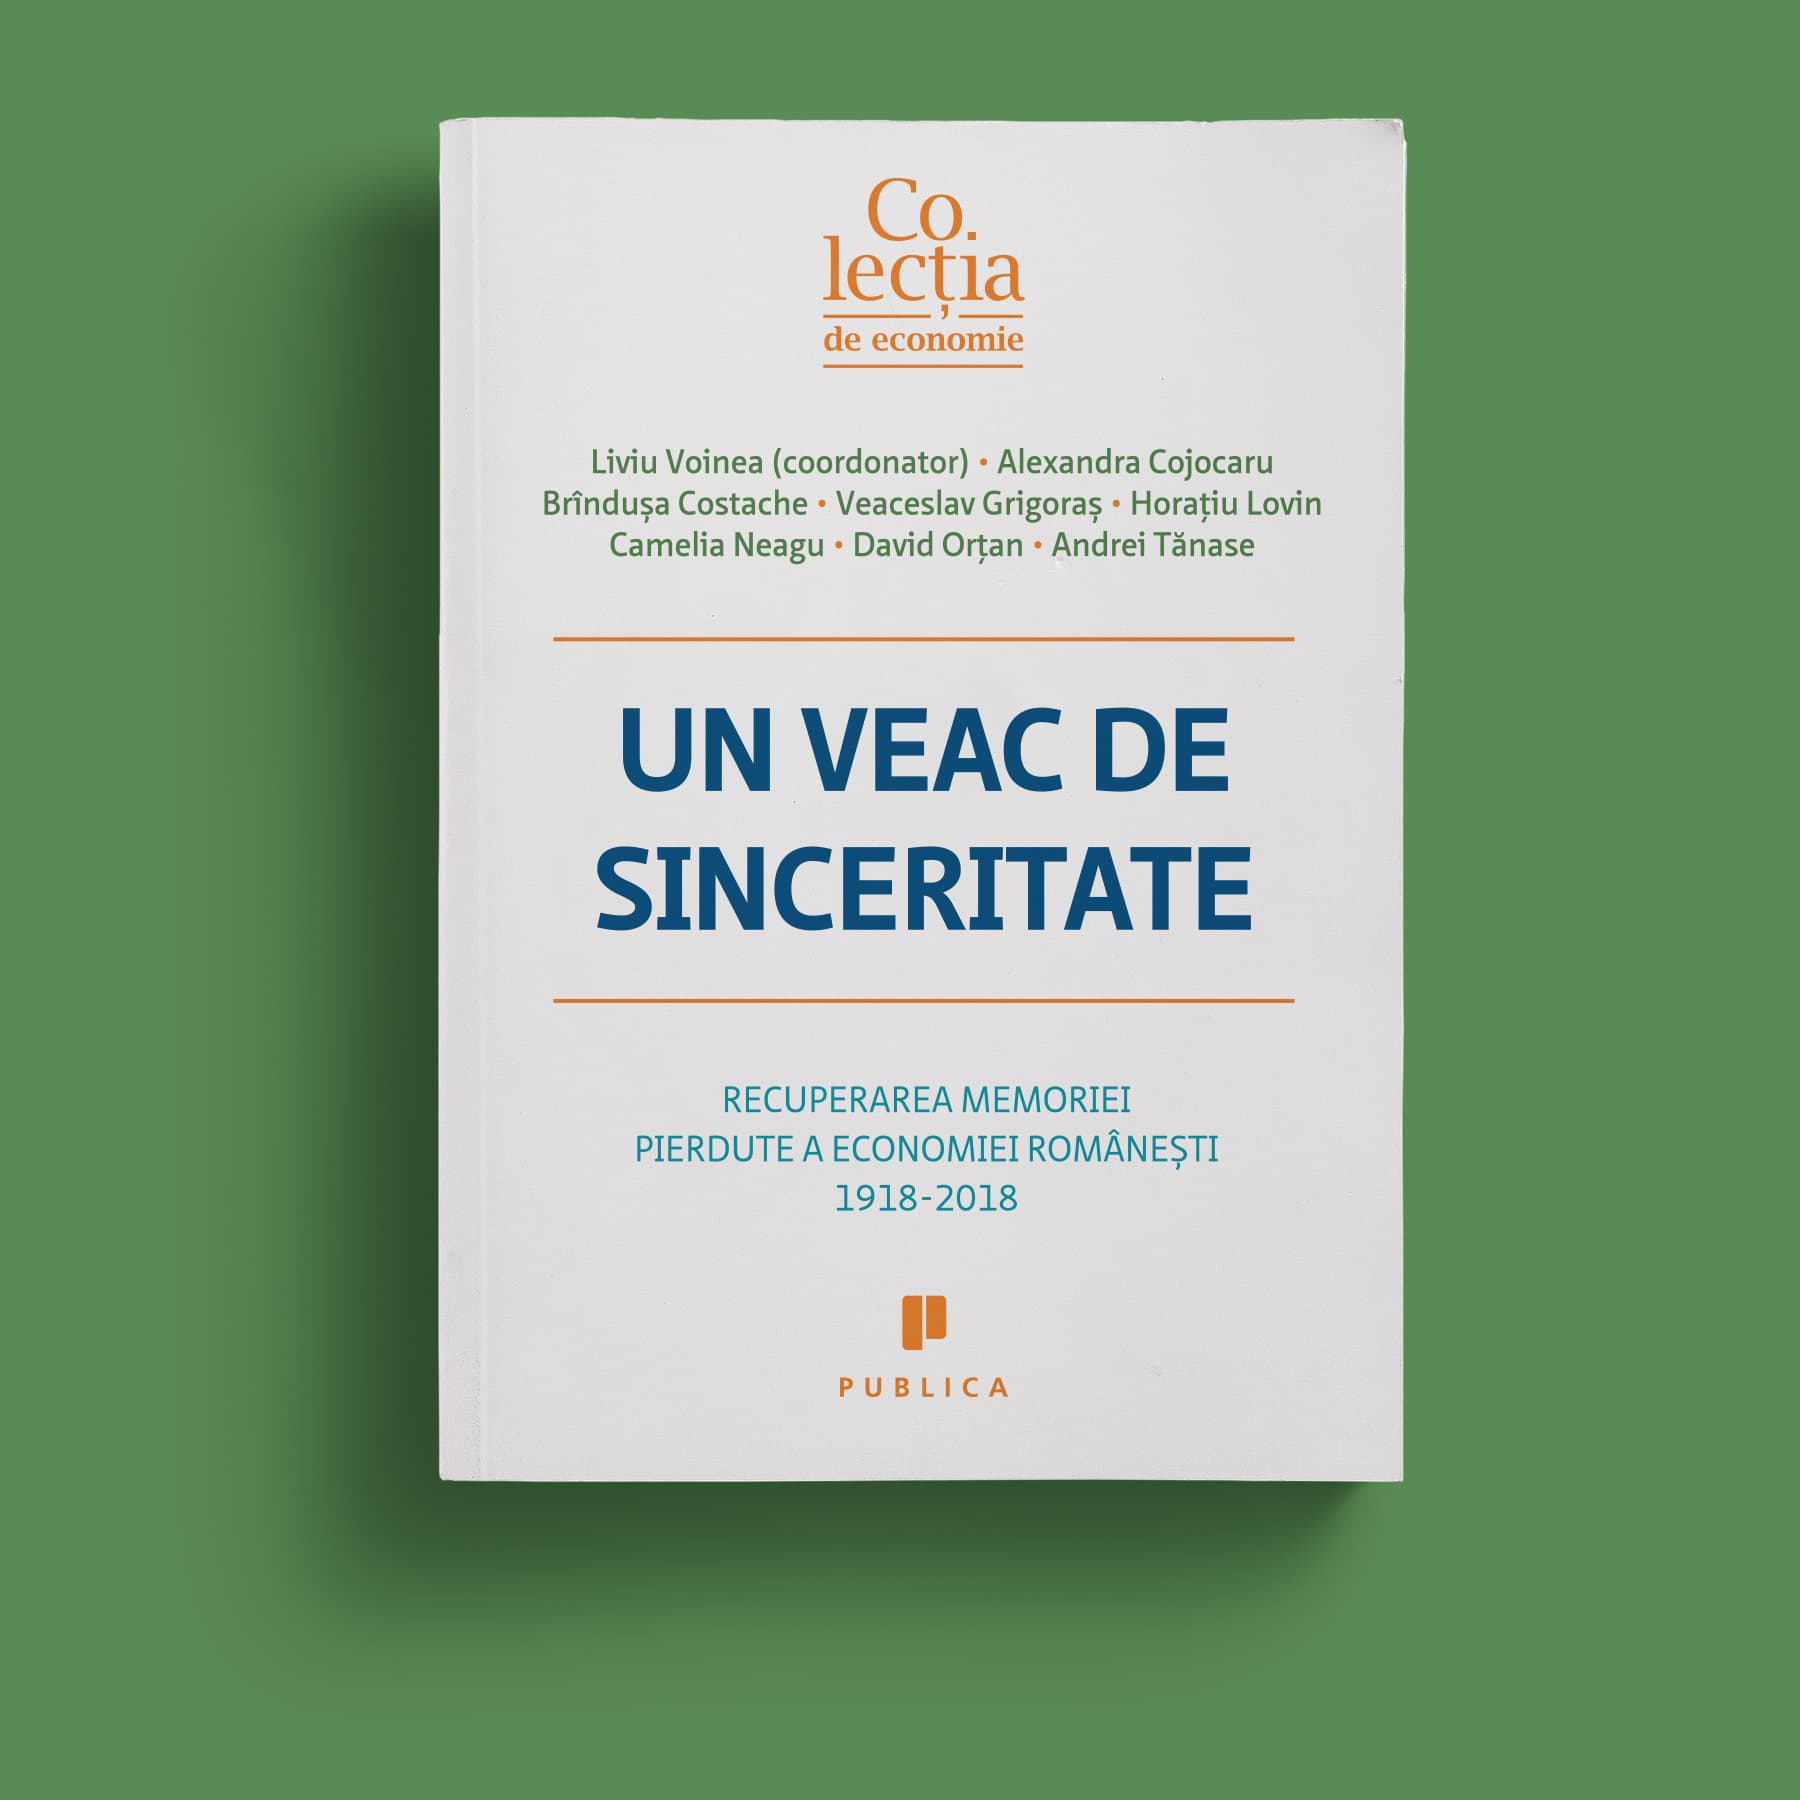 Co.
lecția
de economie
Liviu Voinea (coordonator) • Alexandra Cojocaru
Brîndușa Costache • Veaceslav Grigoraș • Horațiu Lovin
Camelia Neagu • David Orțan • Andrei Tănase
UN VEAC DE
SINCERITATE
RECUPERAREA MEMORIEI
PIERDUTE A ECONOMIEI ROMÂNEȘTI
1918-2018
PUBLICA